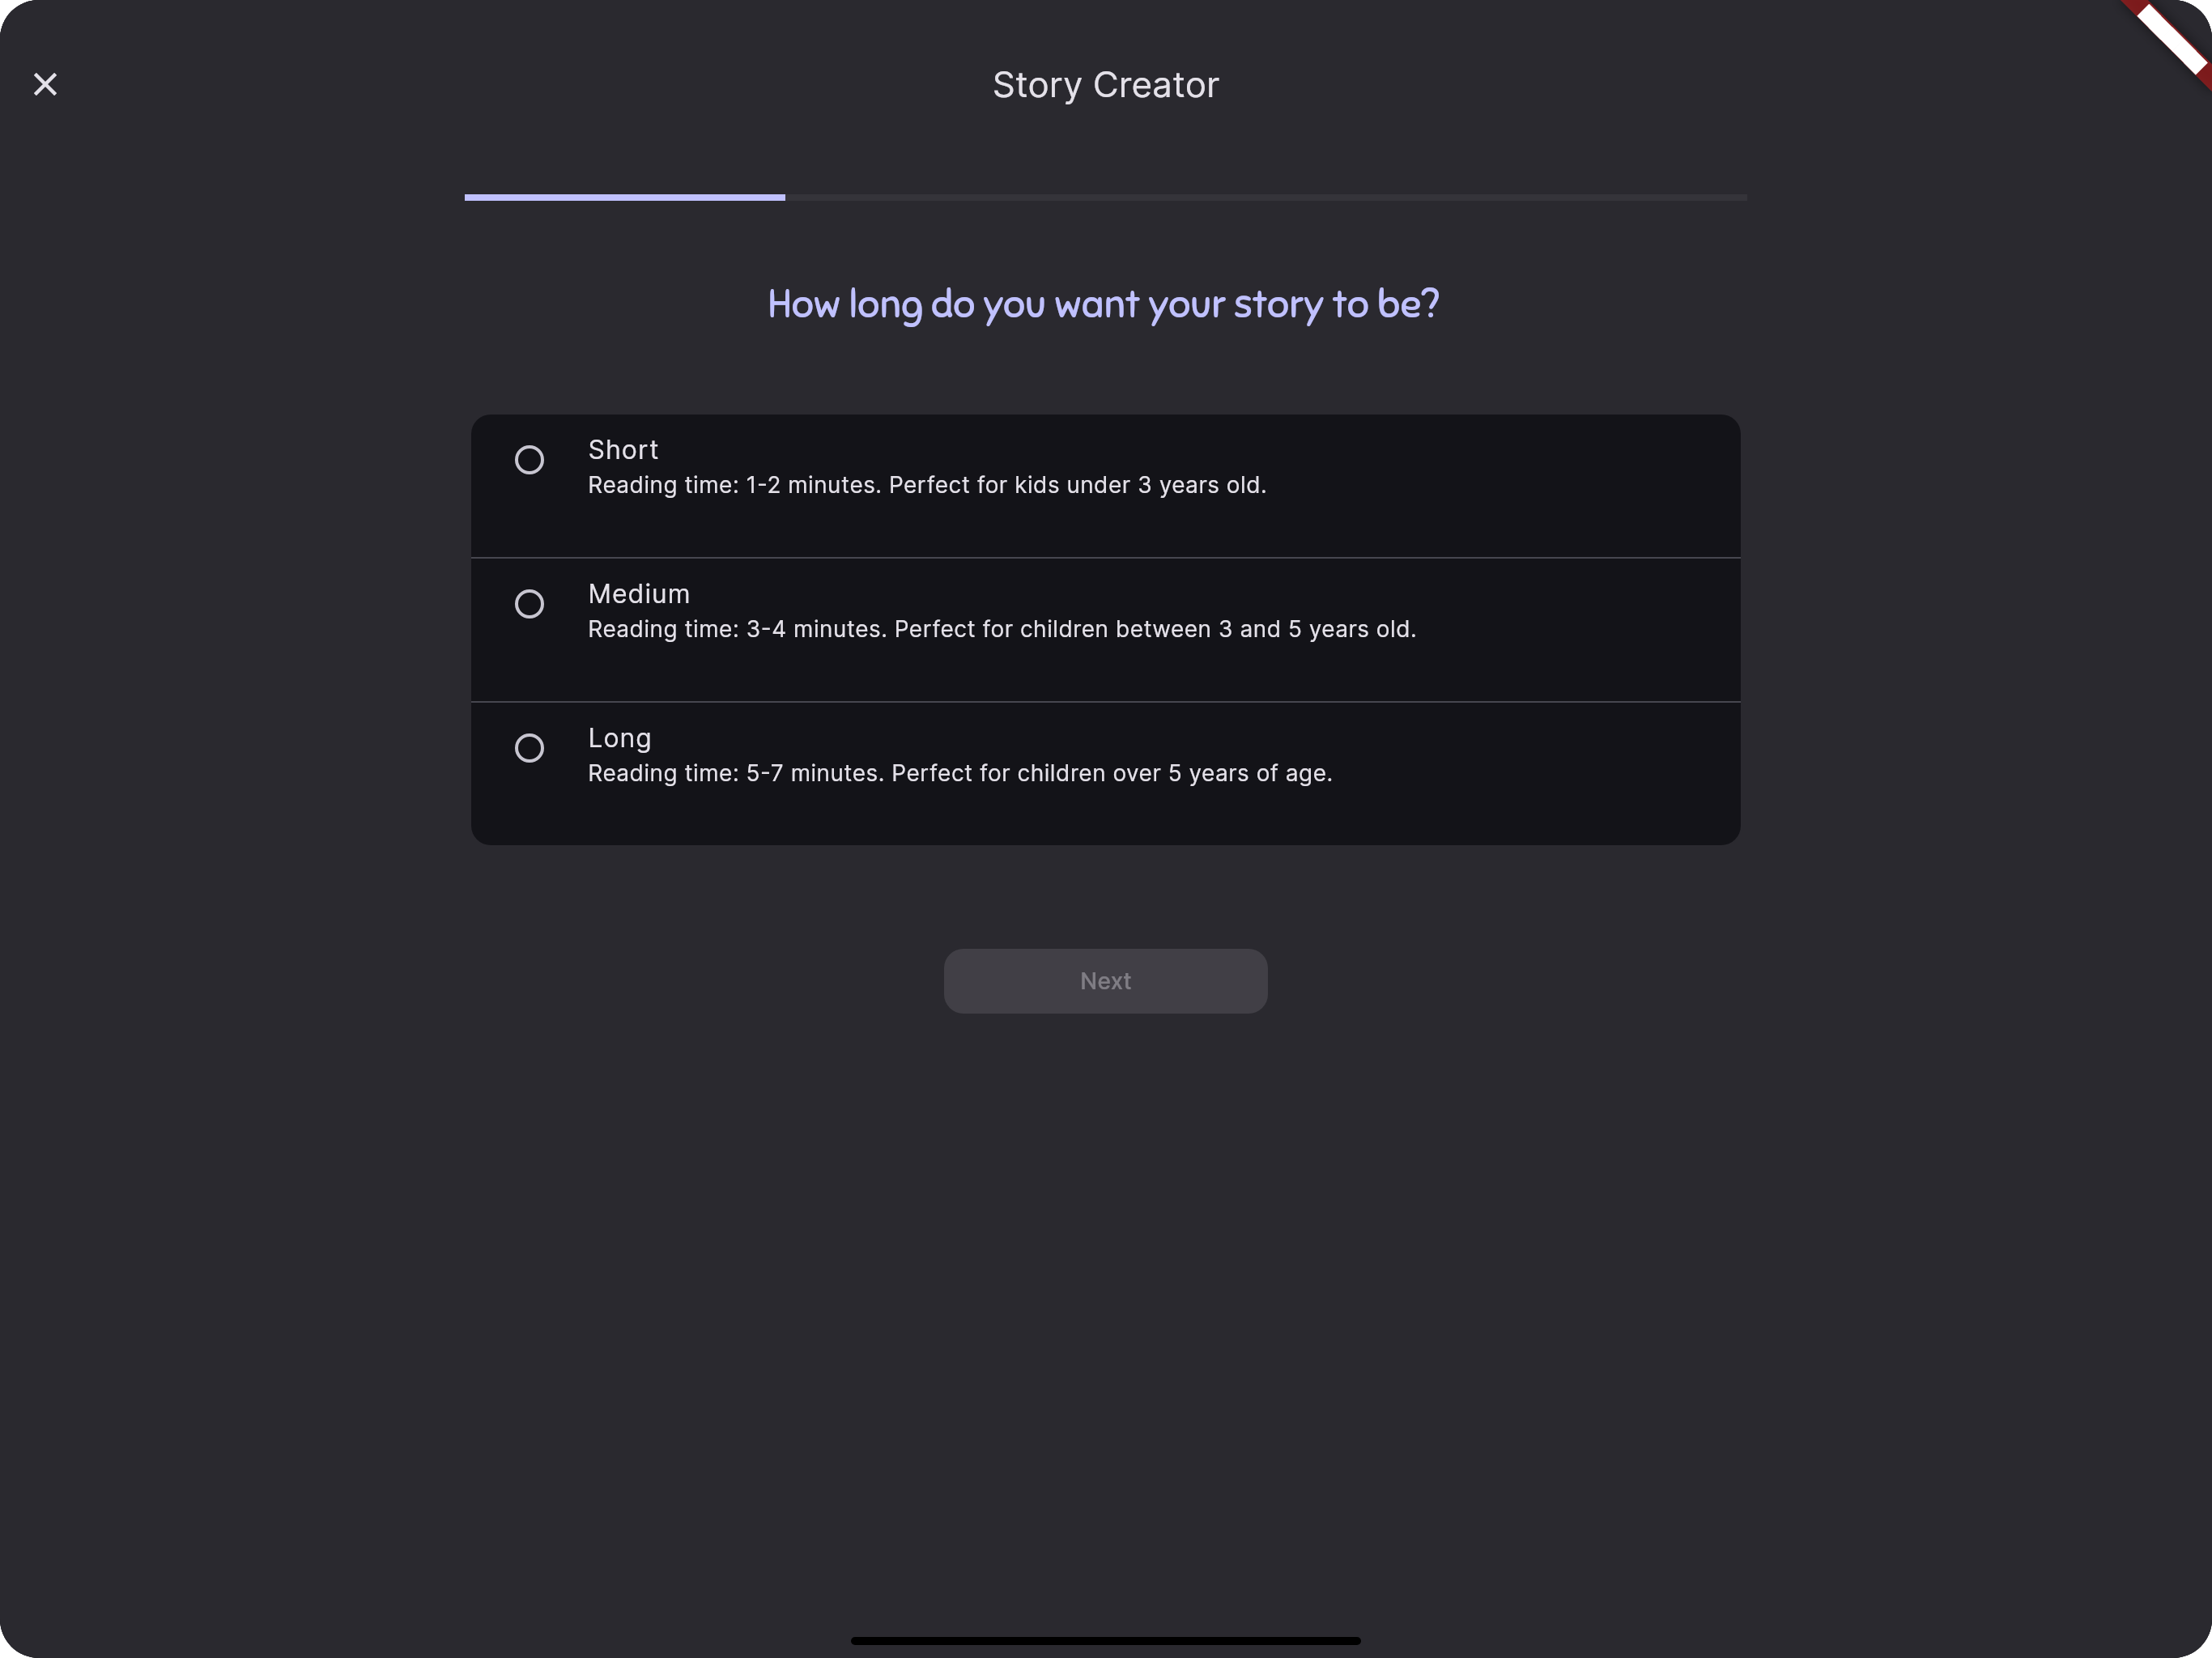 Story Creator
How long do you want your story to be?
Short
Reading time: 1-2 minutes. Perfect for kids under 3 years old.
Medium
Reading time: 3-4 minutes. Perfect for children between 3 and 5 years old.
Long
Reading time: 5-7 minutes. Perfect for children over 5 years of age.
Next